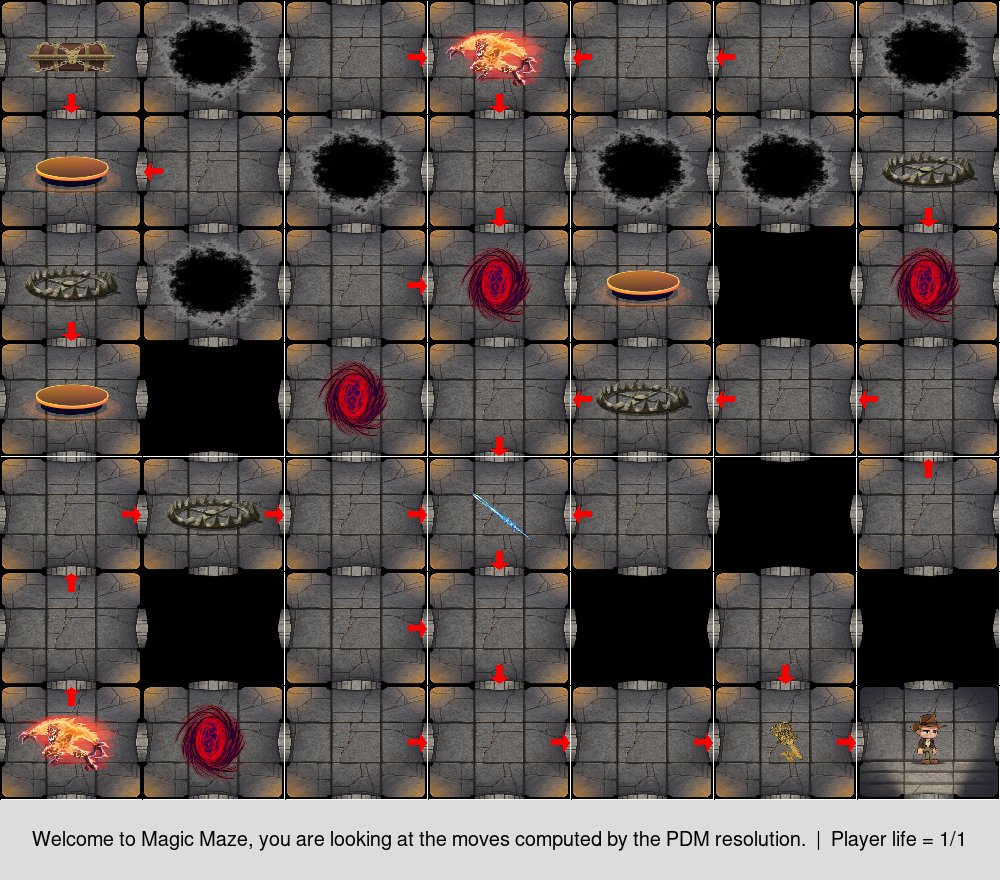 Welcome to Magic Maze, you are looking at the moves computed by the PDM resolution.  |  Player life = 1/1